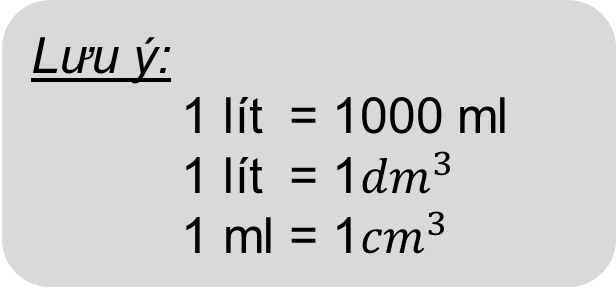 Lưu ý:
1 lít = 1000 ml
1 lít = 1dm³
1 ml = 1cm³